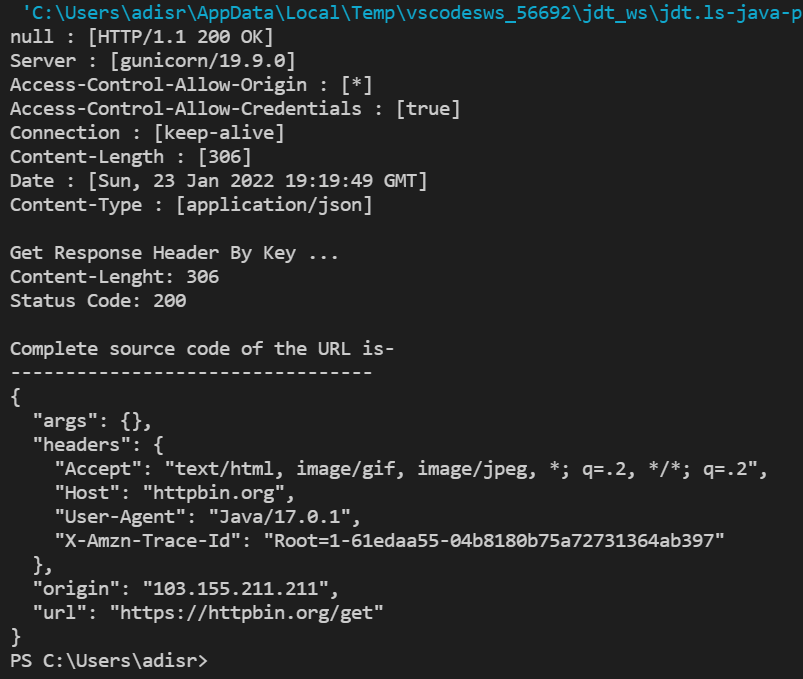 'C:\Users\adisr\AppData\Local\Temp\vscodesws_56692\jdt_ws\jdt.ls-java-p
null : [HTTP/1.1 200 OK]
Server : [gunicorn/19.9.0]
Access-Control-Allow-Origin : [*]
Access-Control-Allow-Credentials : [true]
Connection : [keep-alive]
Content-Length : [306]
Date : [Sun, 23 Jan 2022 19:19:49 GMT]
Content-Type : [application/json]

Get Response Header By Key ...
Content-Lenght: 306
Status Code: 200

Complete source code of the URL is-
---------------------------------
{
  "args": {},
  "headers": {
    "Accept": "text/html, image/gif, image/jpeg, *; q=.2, */*; q=.2",
    "Host": "httpbin.org",
    "User-Agent": "Java/17.0.1",
    "X-Amzn-Trace-Id": "Root=1-61edaa55-04b8180b75a72731364ab397"
  },
  "origin": "103.155.211.211",
  "url": "https://httpbin.org/get"
}
PS C:\Users\adisr>